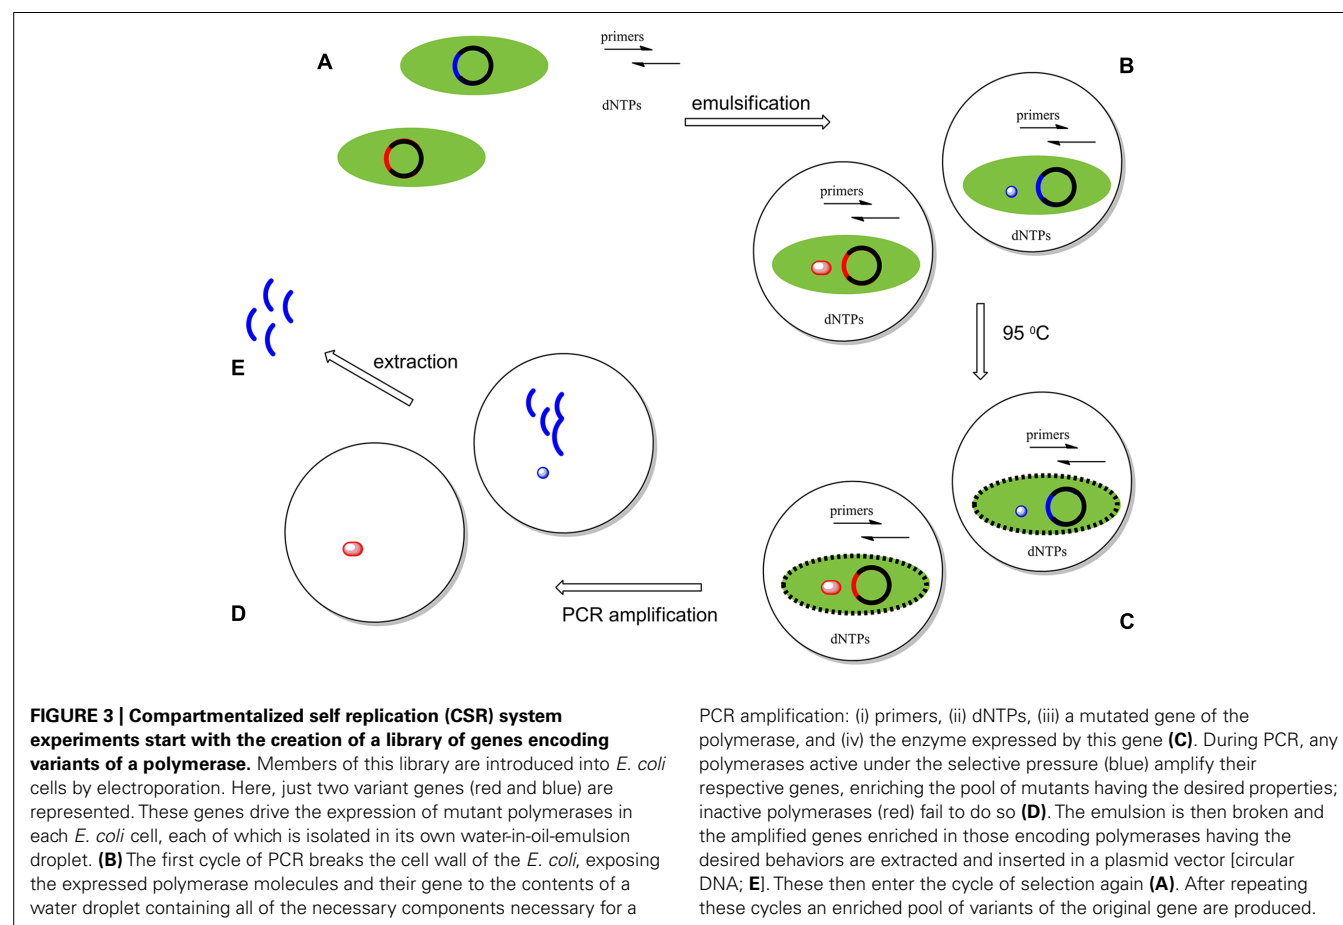 A
primers
dNTPs
emulsification
B
primers
dNTPs
primers
dNTPs
95 ⁰C
E
extraction
primers
dNTPs
primers
dNTPs
D
PCR amplification
C
FIGURE 3 | Compartmentalized self replication (CSR) system
experiments start with the creation of a library of genes encoding
variants of a polymerase. Members of this library are introduced into E. coli
cells by electroporation. Here, just two variant genes (red and blue) are
represented. These genes drive the expression of mutant polymerases in
each E. coli cell, each of which is isolated in its own water-in-oil-emulsion
droplet. (B) The first cycle of PCR breaks the cell wall of the E. coli, exposing
the expressed polymerase molecules and their gene to the contents of a
water droplet containing all of the necessary components necessary for a
PCR amplification: (i) primers, (ii) dNTPs, (iii) a mutated gene of the
polymerase, and (iv) the enzyme expressed by this gene (C). During PCR, any
polymerases active under the selective pressure (blue) amplify their
respective genes, enriching the pool of mutants having the desired properties;
inactive polymerases (red) fail to do so (D). The emulsion is then broken and
the amplified genes enriched in those encoding polymerases having the
desired behaviors are extracted and inserted in a plasmid vector [circular
DNA; E]. These then enter the cycle of selection again (A). After repeating
these cycles an enriched pool of variants of the original gene are produced.